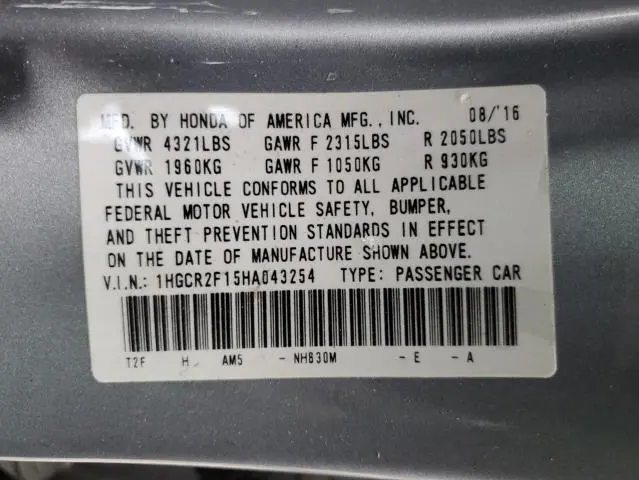 MFD. BY HONDA OF AMERICA MFG., INC. 08/'16
GVWR 4321LBS GAWR F 2315LBS R 2050LBS
GVWR 1960KG GAWR F 1050KG R 930KG
THIS VEHICLE CONFORMS TO ALL APPLICABLE
FEDERAL MOTOR VEHICLE SAFETY, BUMPER,
AND THEFT PREVENTION STANDARDS IN EFFECT
ON THE DATE OF MANUFACTURE SHOWN ABOVE.
V.I.N.: 1HGCR2F15HA043254 TYPE: PASSENGER CAR
T2F H AM5 - NH830M - E - A